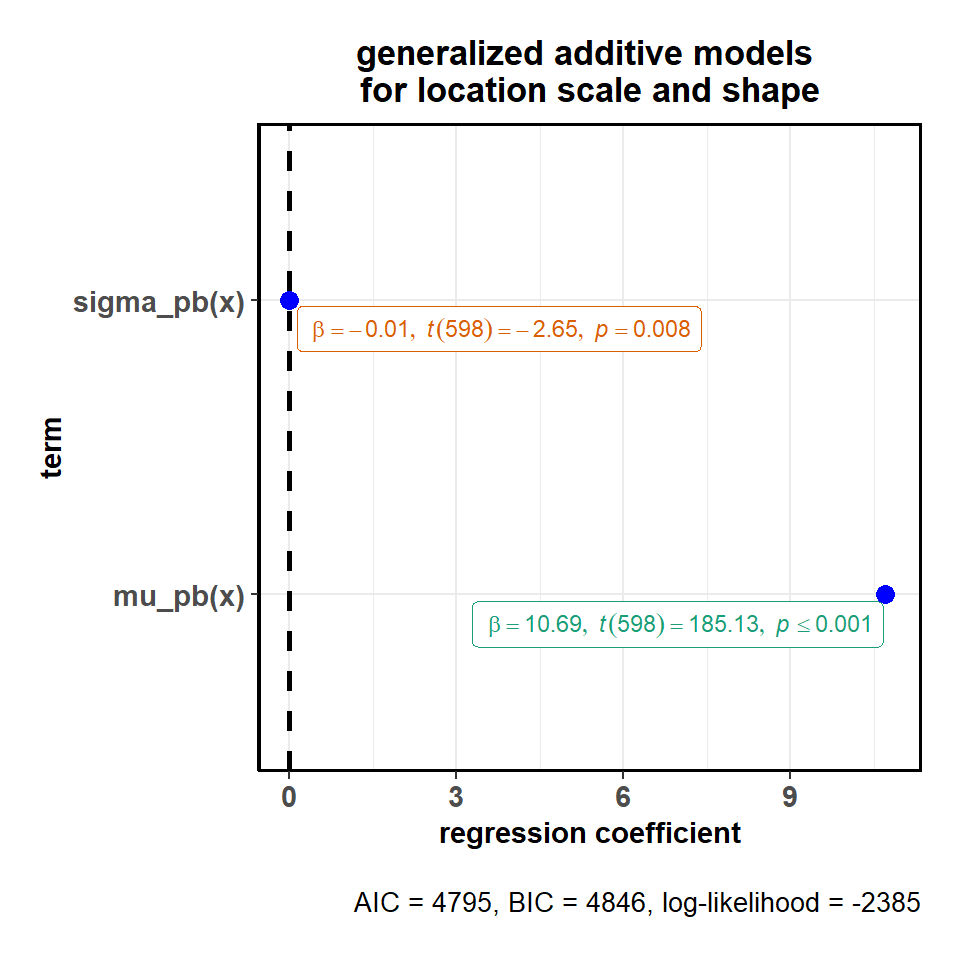 generalized additive models
for location scale and shape
sigma_pb(x)
β = −0.01, t(598) = −2.65, p = 0.008
term
mu_pb(x)
β = 10.69, t(598) = 185.13, p ≤ 0.001
0 3 6 9
regression coefficient
AIC = 4795, BIC = 4846, log-likelihood = -2385